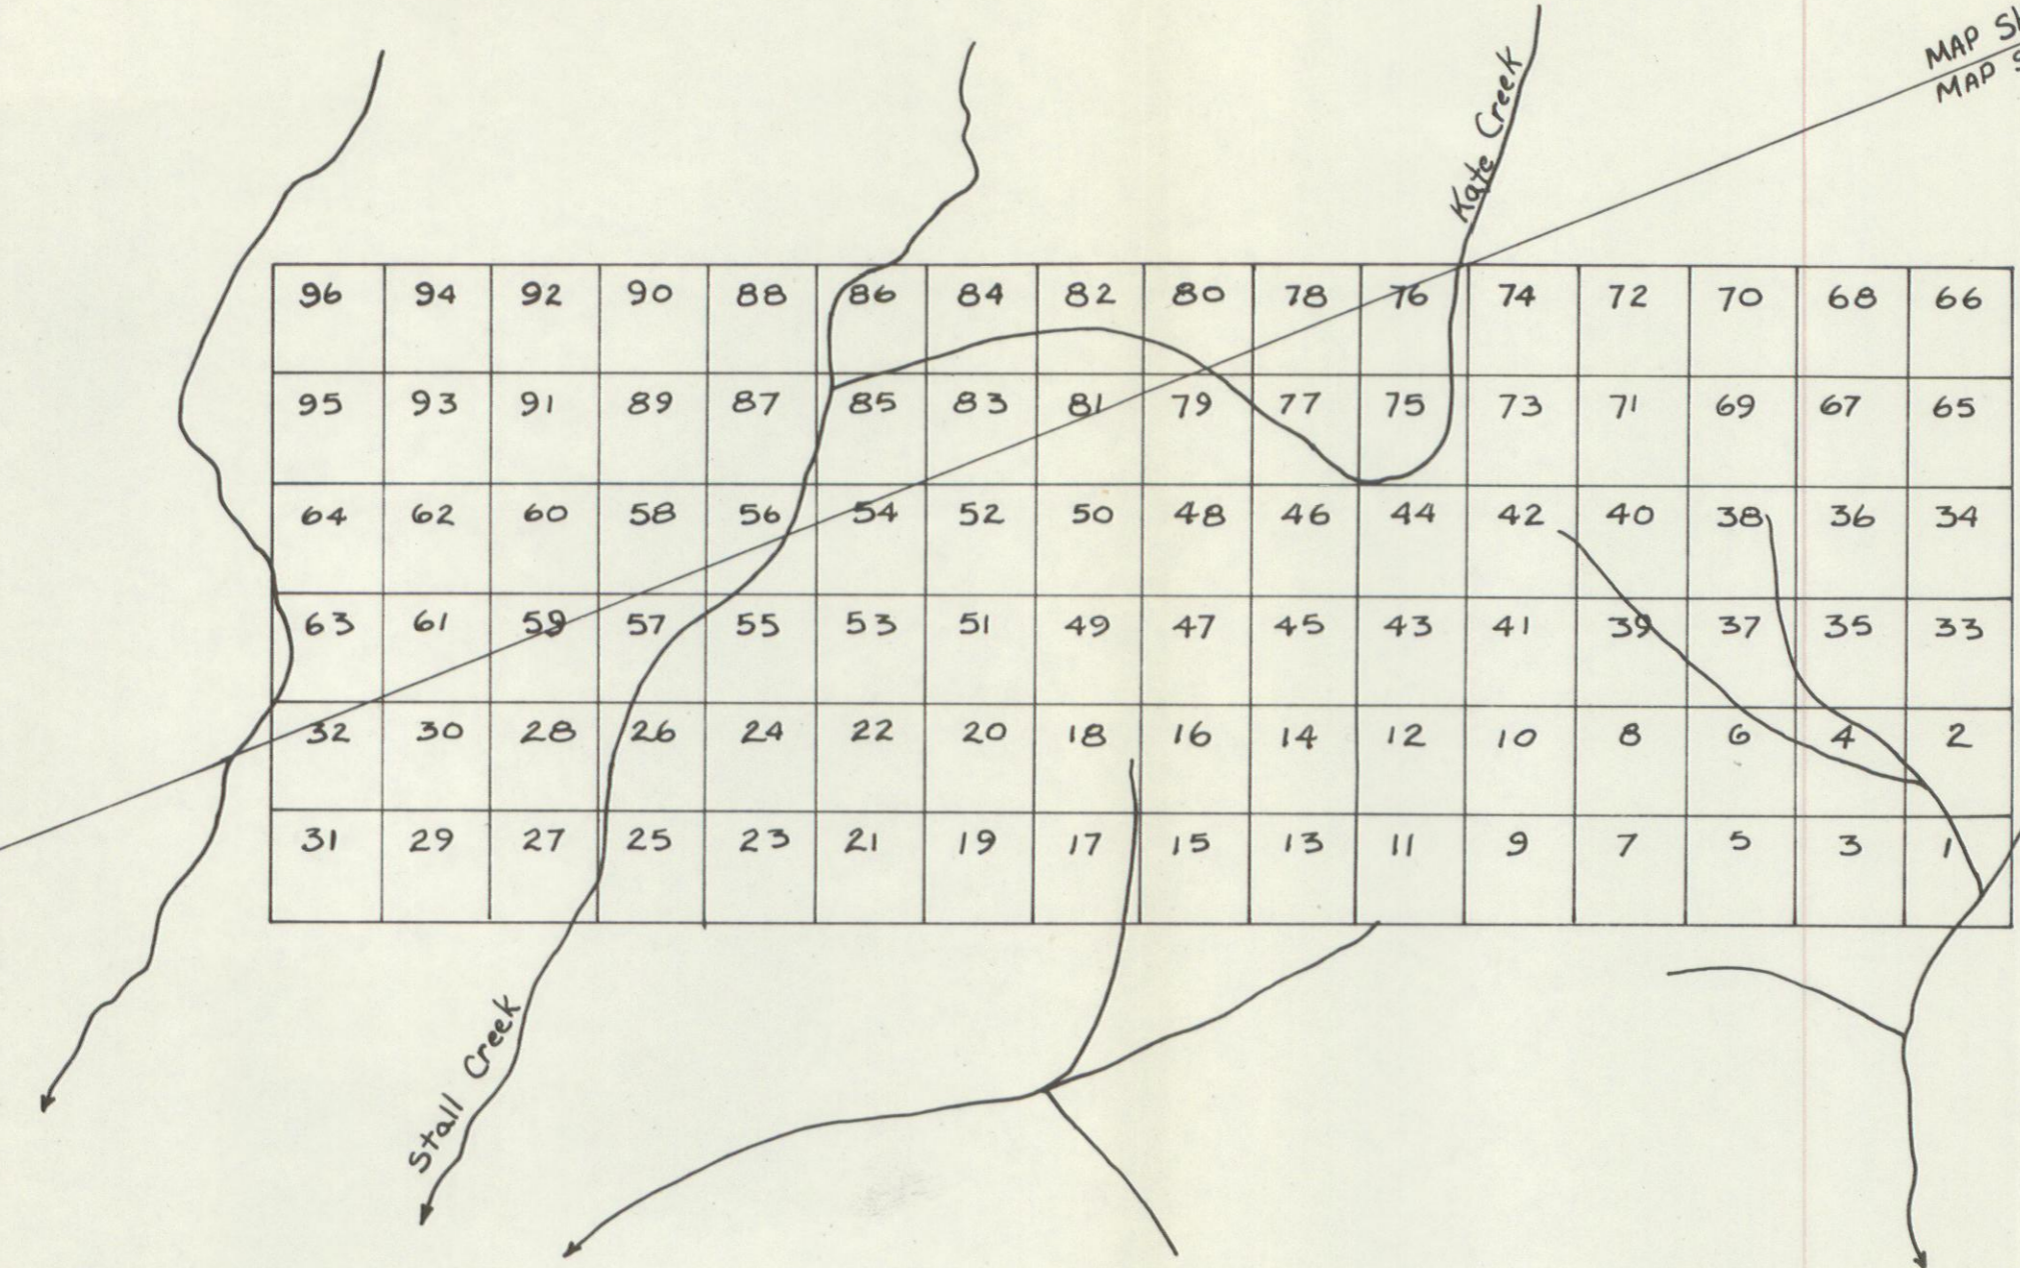 MAP
MAP
Kate Creek
96 94 92 90 88 86 84 82 80 78 76 74 72 70 68 66
95 93 91 89 87 85 83 81 79 77 75 73 71 69 67 65
64 62 60 58 56 54 52 50 48 46 44 42 40 38 36 34
63 61 59 57 55 53 51 49 47 45 43 41 39 37 35 33
32 30 28 26 24 22 20 18 16 14 12 10 8 6 4 2
31 29 27 25 23 21 19 17 15 13 11 9 7 5 3 1
Stall Creek